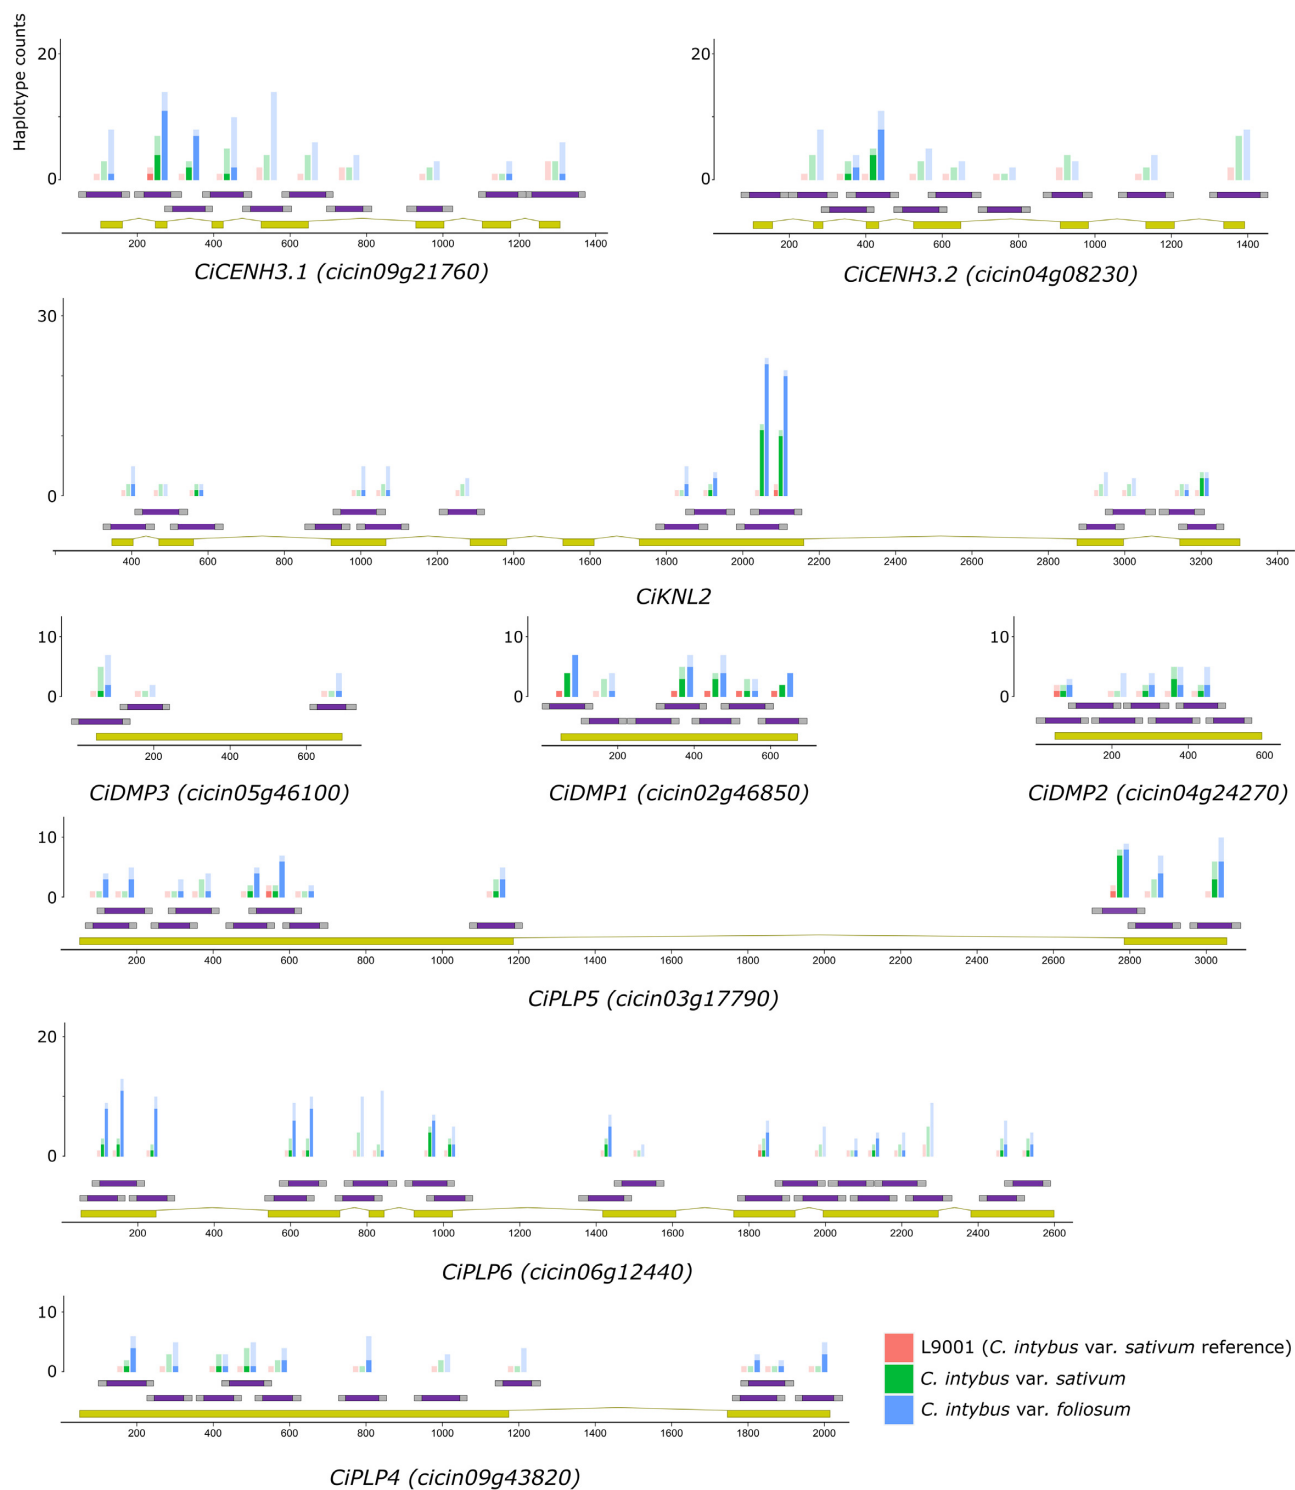 Haplotype counts
20
0
200 400 600 800 1000 1200 1400
CiCENH3.1 (cicin09g21760)
20
0
200 400 600 800 1000 1200 1400
CiCENH3.2 (cicin04g08230)
30
0
400 600 800 1000 1200 1400 1600 1800 2000 2200 2400 2600 2800 3000 3200 3400
CiKNL2
10
0
200 400 600
CiDMP3 (cicin05g46100)
10
0
200 400 600
CiDMP1 (cicin02g46850)
10
0
200 400 600
CiDMP2 (cicin04g24270)
10
0
200 400 600 800 1000 1200 1400 1600 1800 2000 2200 2400 2600 2800 3000
CiPLP5 (cicin03g17790)
20
0
200 400 600 800 1000 1200 1400 1600 1800 2000 2200 2400 2600
CiPLP6 (cicin06g12440)
10
0
200 400 600 800 1000 1200 1400 1600 1800 2000
CiPLP4 (cicin09g43820)
L9001 (C. intybus var. sativum reference)
C. intybus var. sativum
C. intybus var. foliosum